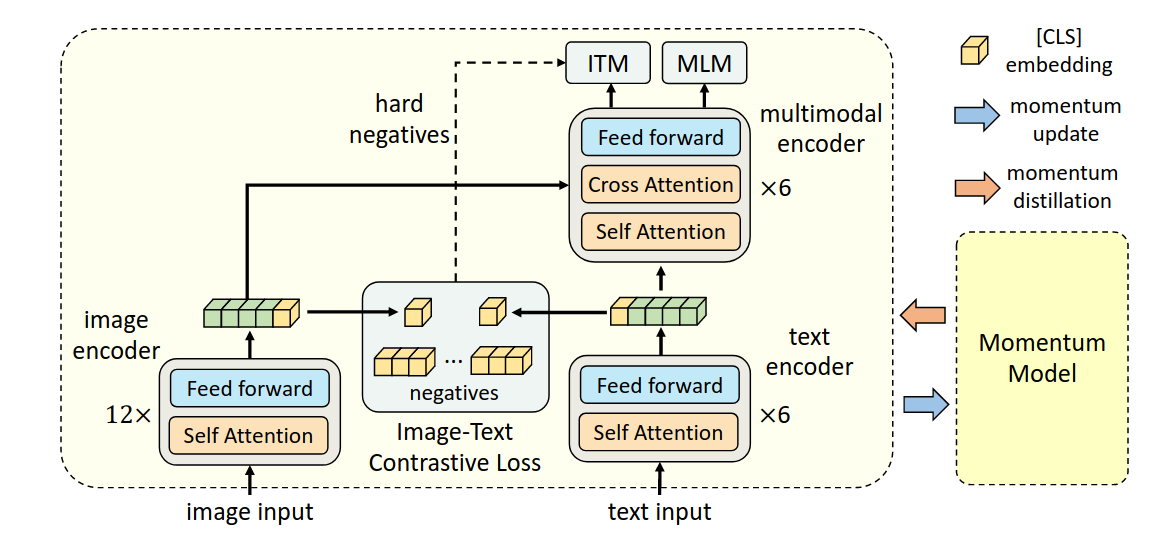 ITM
MLM
hard
negatives
multimodal
encoder
×6
Feed forward
Cross Attention
Self Attention
image
encoder
12×
Feed forward
Self Attention
...
negatives
Image-Text
Contrastive Loss
text
encoder
×6
Feed forward
Self Attention
image input
text input
[CLS]
embedding
momentum
update
momentum
distillation
Momentum
Model